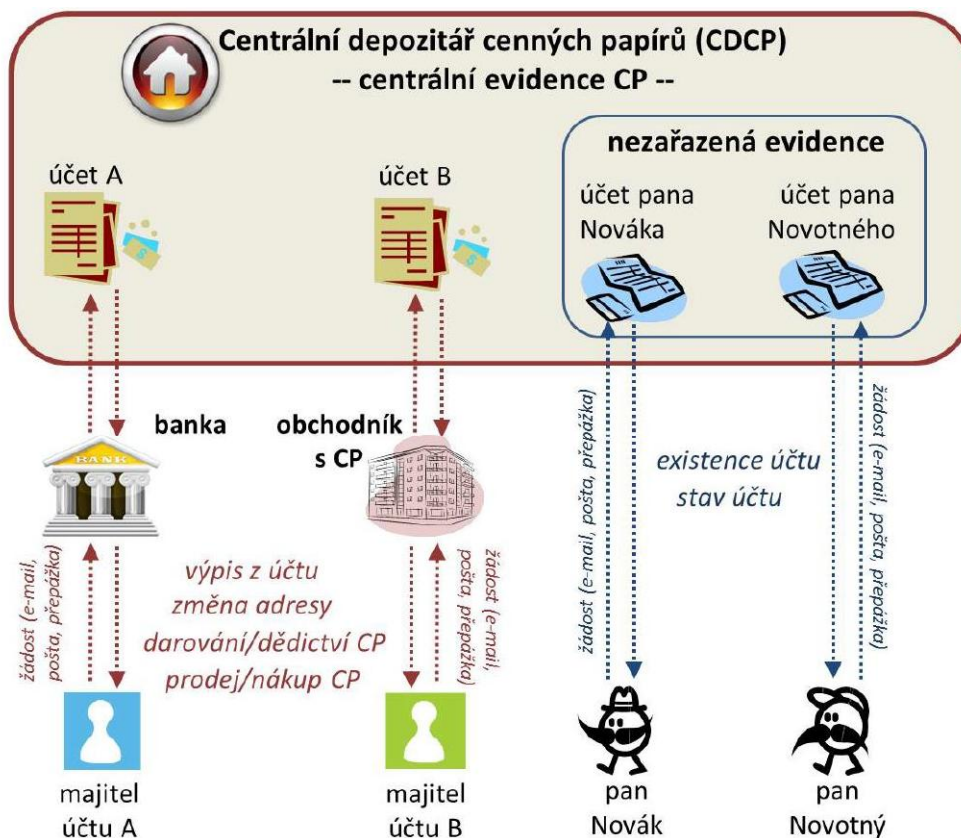 Centrální depozitář cenných papírů (CDCP)
-- centrální evidence CP --
nezařazená evidence
účet A
účet B
účet pana
Nováka
účet pana
Novotného
banka
BANK
obchodník
s CP
žádost (e-mail,
pošta, přepážka)
výpis z účtu
změna adresy
darování/dědictví CP
prodej/nákup CP
žádost (e-mail,
pošta, přepážka)
žádost (e-mail, pošta, přepážka)
existence účtu
stav účtu
žádost (e-mail, pošta, přepážka)
majitel
účtu A
majitel
účtu B
pan
Novák
pan
Novotný